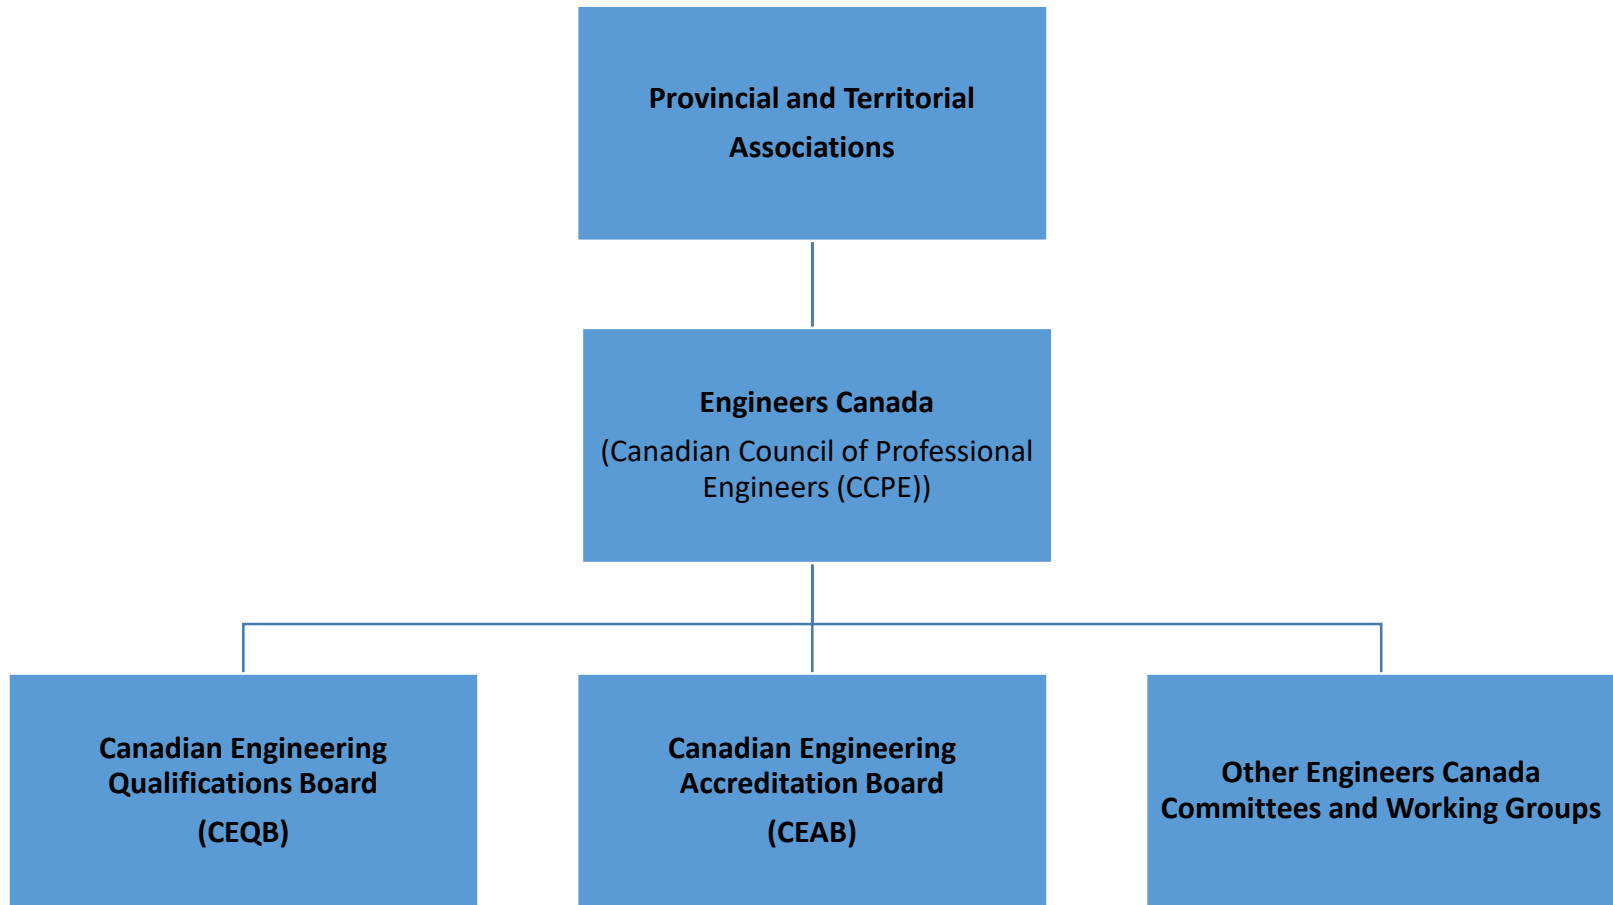 Provincial and Territorial
Associations
Engineers Canada
(Canadian Council of Professional
Engineers (CCPE))
Canadian Engineering
Qualifications Board
(CEQB)
Canadian Engineering
Accreditation Board
(CEAB)
Other Engineers Canada
Committees and Working Groups